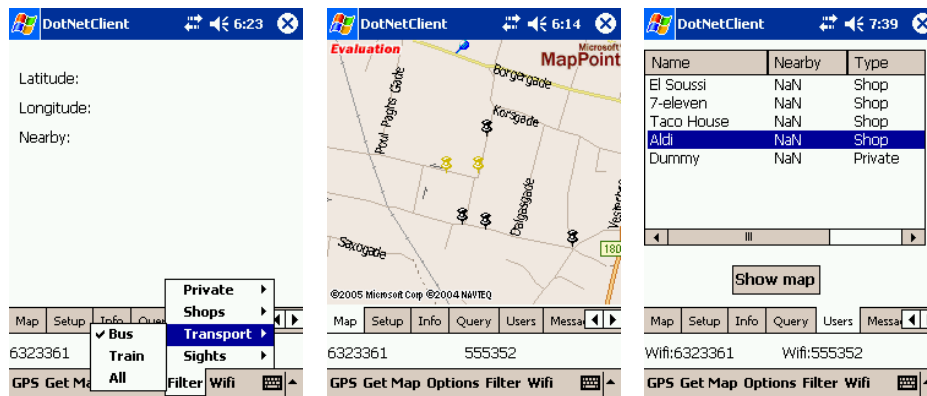 DotNetClient 6:23
Latitude:
Longitude:
Nearby:
Private
Shops
Transport
Sights
Bus
Train
All
Map Setup Info
6323361
GPS Get Filter Wifi
DotNetClient 6:14
Evaluation
Microsoft
MapPoint
Borgergade
Poul Paghs Gade
Korsgade
Dalgasgade
Saxogade
180
©2005 Microsoft Corp ©2004 NAVTEQ
Map Setup Info Query Users Messa
6323361 555352
GPS Get Map Options Filter Wifi
DotNetClient 7:39
Name Nearby Type
El Soussi NaN Shop
7-eleven NaN Shop
Taco House NaN Shop
Aldi NaN Shop
Dummy NaN Private
Show map
Map Setup Info Query Users Messa
Wifi:6323361 Wifi:555352
GPS Get Map Options Filter Wifi